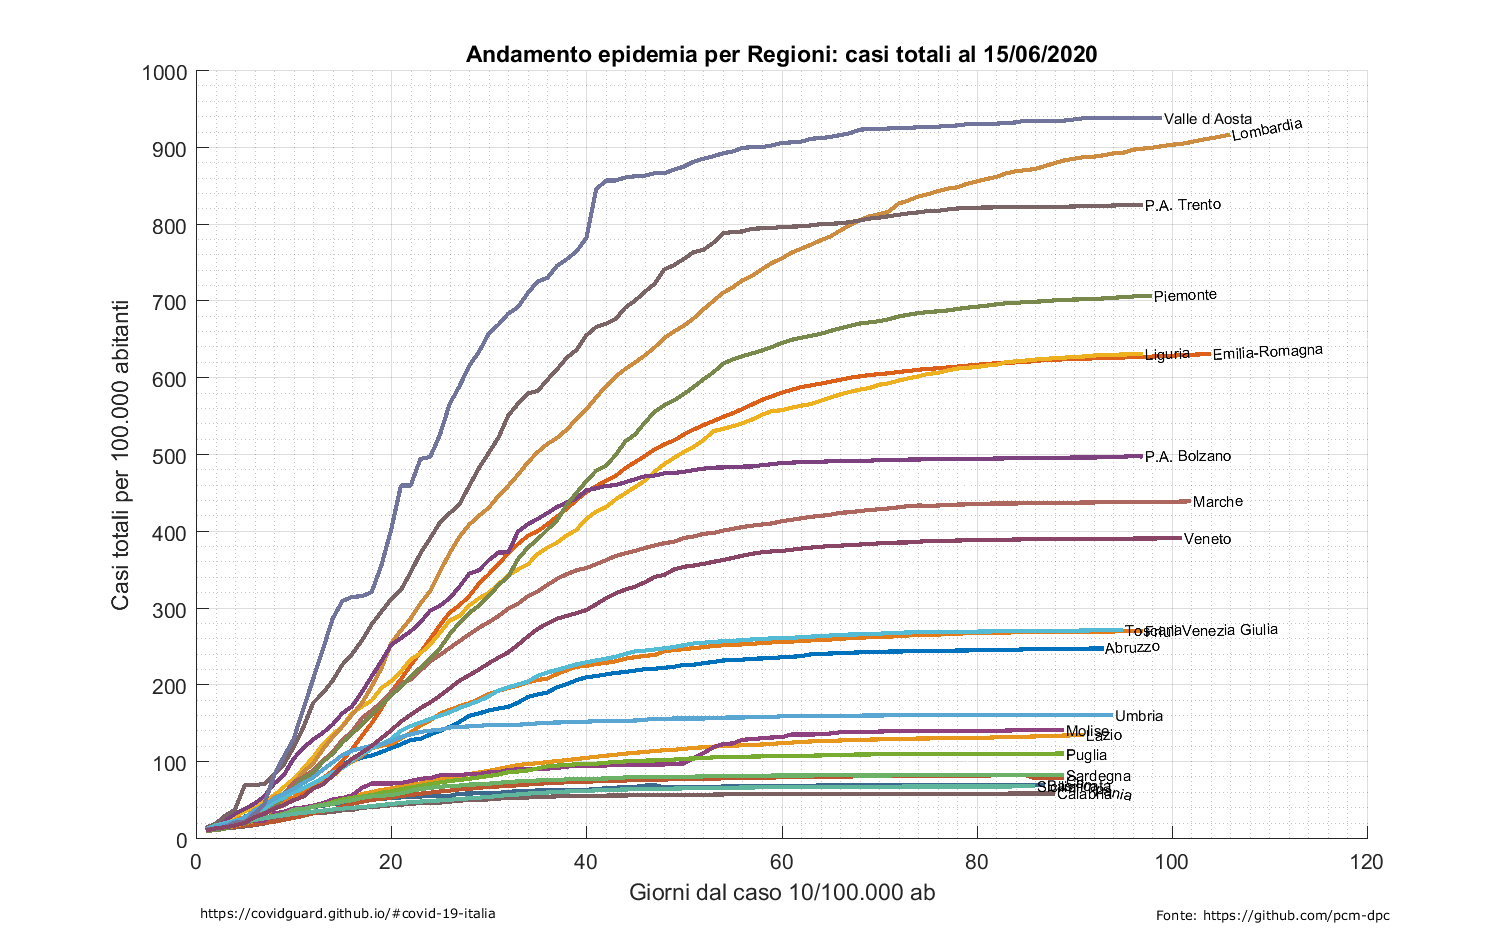 Andamento epidemia per Regioni: casi totali al 15/06/2020
Casi totali per 100.000 abitanti
1000
900
800
700
600
500
400
300
200
100
0
0 20 40 60 80 100 120
Giorni dal caso 10/100.000 ab
Valle d Aosta
Lombardia
P.A. Trento
Piemonte
Liguria
Emilia-Romagna
P.A. Bolzano
Marche
Veneto
Toscana
Friuli Venezia Giulia
Abruzzo
Umbria
Molise
Lazio
Puglia
Sardegna
Calabria
https://covidguard.github.io/#covid-19-italia
Fonte: https://github.com/pcm-dpc